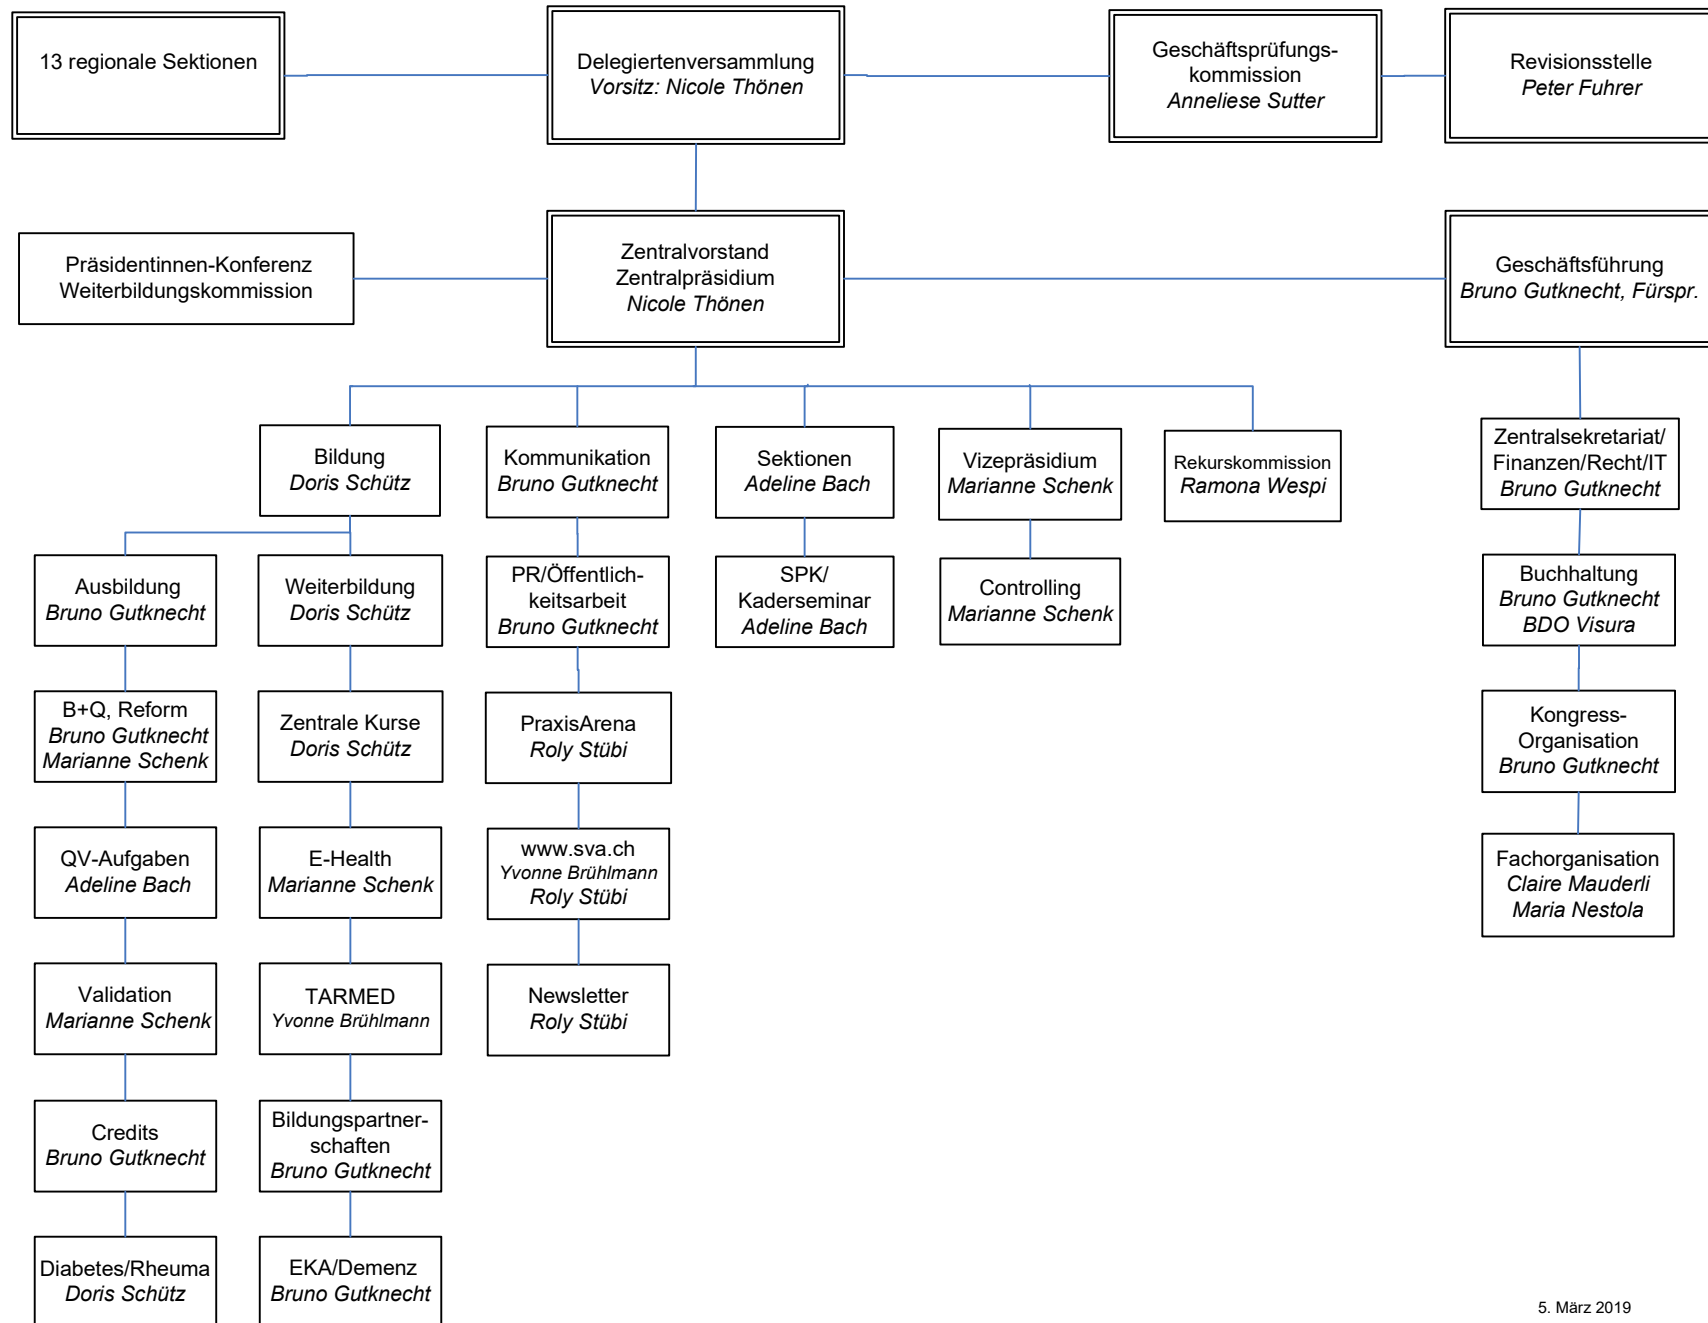 13 regionale Sektionen
Delegiertenversammlung
Vorsitz: Nicole Thönen
Geschäftsprüfungs-
kommission
Anneliese Sutter
Revisionsstelle
Peter Fuhrer
Präsidentinnen-Konferenz
Weiterbildungskommission
Zentralvorstand
Zentralpräsidium
Nicole Thönen
Geschäftsführung
Bruno Gutknecht, Fürspr.
Bildung
Doris Schütz
Kommunikation
Bruno Gutknecht
Sektionen
Adeline Bach
Vizepräsidium
Marianne Schenk
Rekurskommission
Ramona Wespi
Zentralsekretariat/
Finanzen/Recht/IT
Bruno Gutknecht
Ausbildung
Bruno Gutknecht
Weiterbildung
Doris Schütz
PR/Öffentlich-
keitsarbeit
Bruno Gutknecht
SPK/
Kaderseminar
Adeline Bach
Controlling
Marianne Schenk
Buchhaltung
Bruno Gutknecht
BDO Visura
B+Q, Reform
Bruno Gutknecht
Marianne Schenk
Zentrale Kurse
Doris Schütz
PraxisArena
Roly Stübi
Kongress-
Organisation
Bruno Gutknecht
QV-Aufgaben
Adeline Bach
E-Health
Marianne Schenk
www.sva.ch
Yvonne Brühlmann
Roly Stübi
Fachorganisation
Claire Mauderli
Maria Nestola
Validation
Marianne Schenk
TARMED
Yvonne Brühlmann
Newsletter
Roly Stübi
Credits
Bruno Gutknecht
Bildungspartner-
schaften
Bruno Gutknecht
Diabetes/Rheuma
Doris Schütz
EKA/Demenz
Bruno Gutknecht
5. März 2019